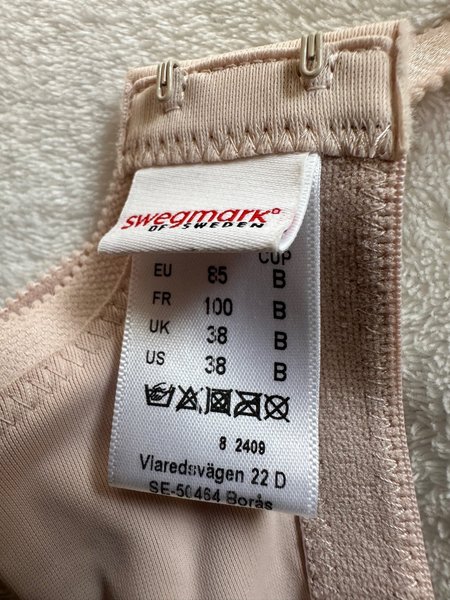 swegmark
OF SWEDEN
CUP
EU 85 B
FR 100 B
UK 38 B
US 38 B
8 2409
Viaredsvägen 22 D
SE-50464 Borås